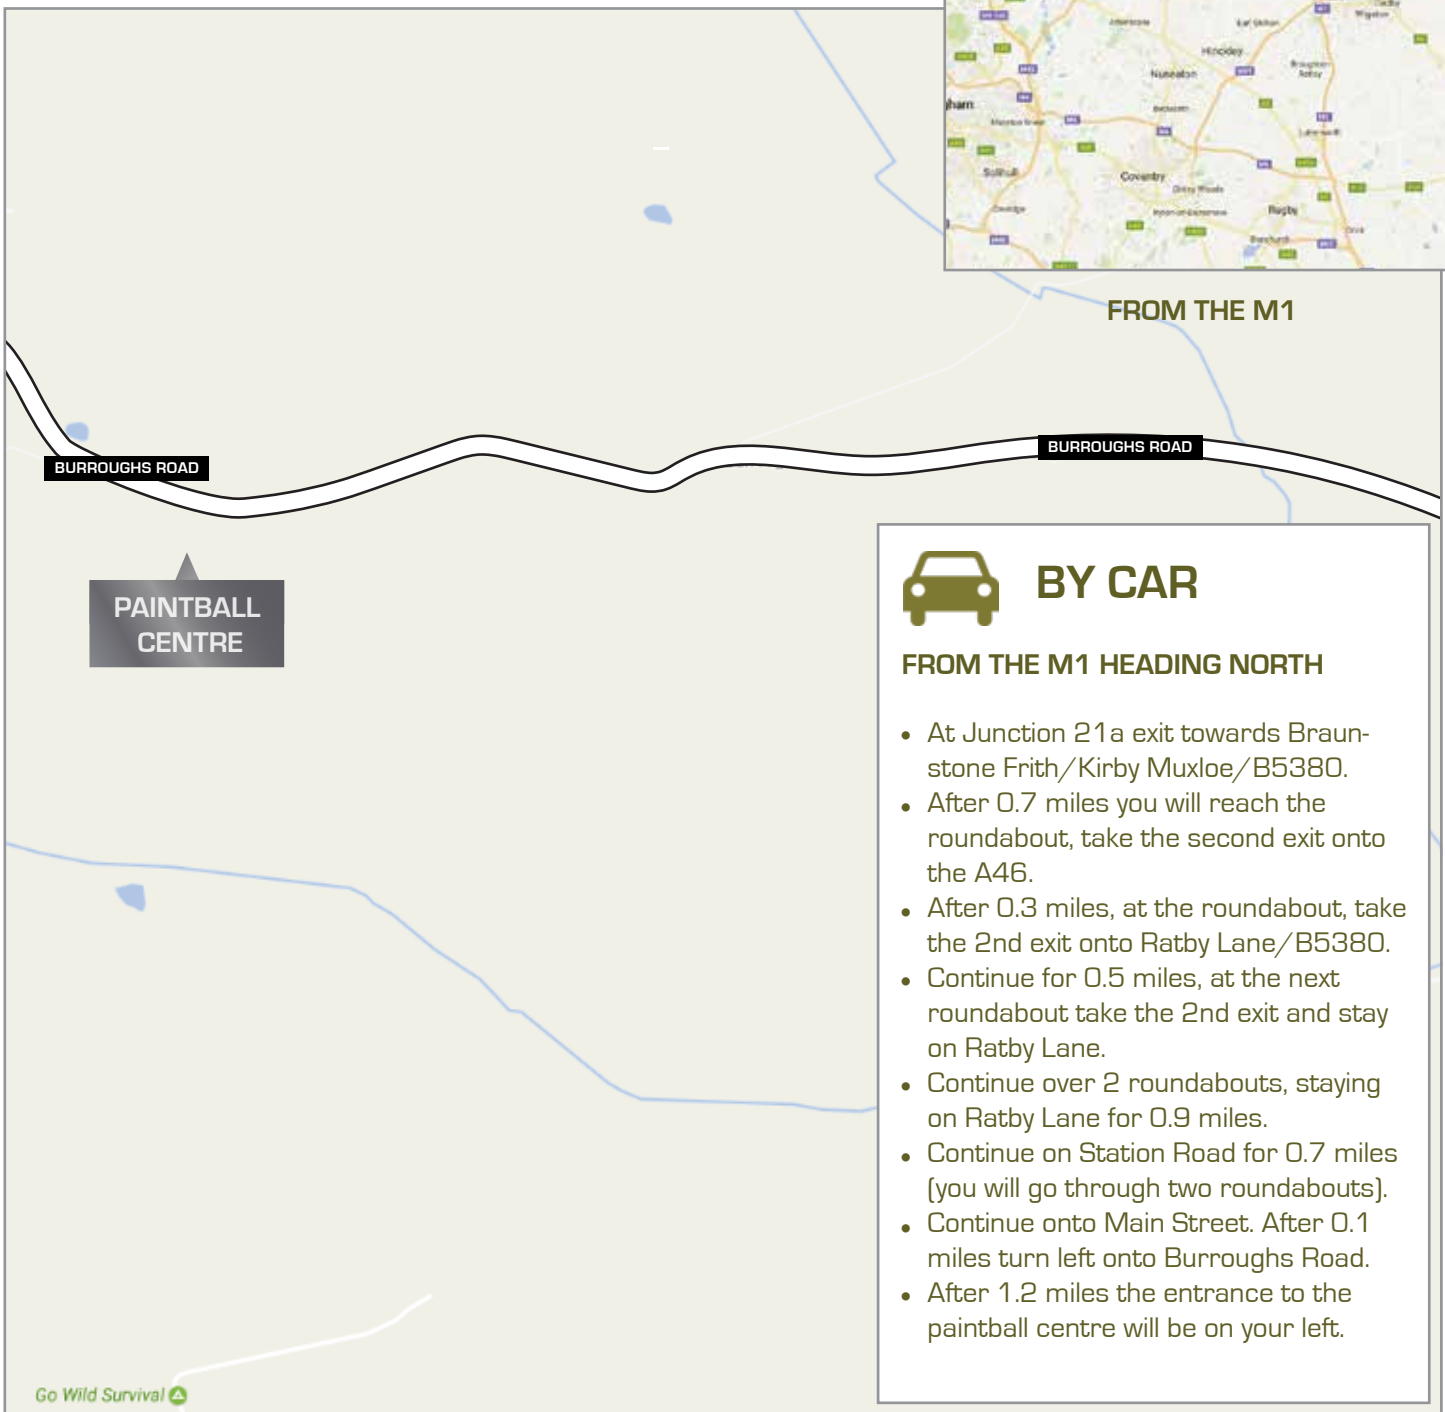 Hinckley
Nuneaton
Broughton
Astley
Coventry
Solihull
Rugby
FROM THE M1
BURROUGHS ROAD
BURROUGHS ROAD
PAINTBALL
CENTRE
BY CAR
FROM THE M1 HEADING NORTH
• At Junction 21a exit towards Braun-
stone Frith/Kirby Muxloe/B5380.
• After 0.7 miles you will reach the
roundabout, take the second exit onto
the A46.
• After 0.3 miles, at the roundabout, take
the 2nd exit onto Ratby Lane/B5380.
• Continue for 0.5 miles, at the next
roundabout take the 2nd exit and stay
on Ratby Lane.
• Continue over 2 roundabouts, staying
on Ratby Lane for 0.9 miles.
• Continue on Station Road for 0.7 miles
(you will go through two roundabouts).
• Continue onto Main Street. After 0.1
miles turn left onto Burroughs Road.
• After 1.2 miles the entrance to the
paintball centre will be on your left.
Go Wild Survival